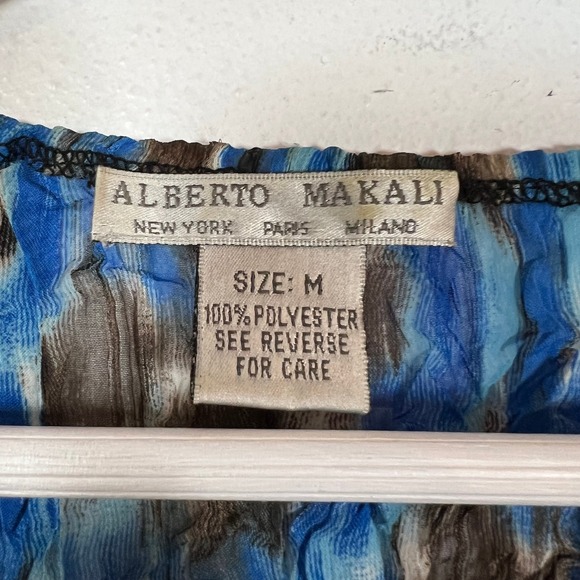 ALBERTO MAKALI
NEW YORK PARIS MILANO
SIZE: M
100% POLYESTER
SEE REVERSE
FOR CARE